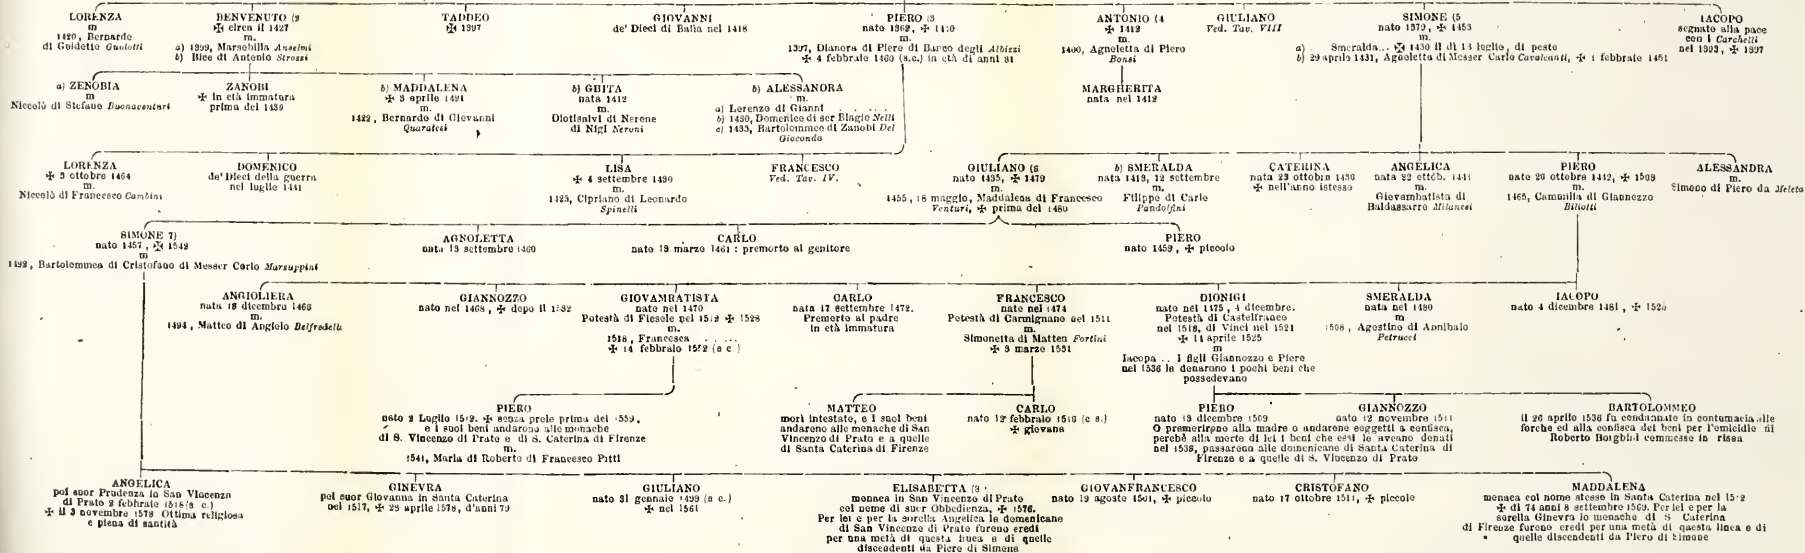 LORENZA
m
1420, Bernardo
di Guidetto Guidotti
BENVENUTO (2
✠ circa il 1427
m.
a) 1399, Marsobilla Anselmi
b) Bice di Antonio Strozzi
TADDEO
✠ 1397
GIOVANNI
de' Dieci di Balìa nel 1418
PIERO (3
nato 1369, ✠
m.
1397, Dianora di Piero di Banco degli Albizzi
✠ 4 febbraio 1460 (s.c.) in età di anni 81
ANTONIO (4
✠ 1412
m.
1400, Agnoletta di Piero
Bonsi
GIULIANO
Ved. Tav. VIII
SIMONE (5
nato 1379, ✠ 1453
m.
a) Smeralda... ✠ 1430 il di 13 luglio, di peste
b) 29 aprile 1431, Agnoletta di Messer Carlo Cavalcanti, ✠ 1 febbraio 1451
IACOPO
segnato alla pace
con i Carchelli
nel 1393, ✠ 1397
a) ZENOBIA
m
Niccolò di Stefano Buonaventuri
ZANOBI
✠ in età immatura
prima del 1430
b) MADDALENA
✠ 3 aprile 1491
m.
1422, Bernardo di Giovanni
Quaratesi
b) GHITA
nata 1412
m.
Diotisalvi di Nerone
di Nigi Neroni
b) ALESSANDRA
m.
a) Lorenzo di Gianni . . . . .
b) 1430, Domenico di ser Biagio Nelli
c) 1433, Bartolommeo di Zanobi Del
Giocondo
MARGHERITA
nata nel 1412
LORENZA
✠ 3 ottobre 1464
m.
Niccolò di Francesco Cambini
DOMENICO
de' Dieci della guerra
nel luglio 1441
LISA
✠ 4 settembre 1490
m.
1425, Cipriano di Leonardo
Spinelli
FRANCESCO
Ved. Tav. IV.
GIULIANO (6
nato 1435, ✠ 1479
m.
1455, 18 maggio, Maddalena di Francesco
Venturi, ✠ prima del 1480
b) SMERALDA
nata 1413, 12 settembre
m.
Filippo di Carlo
Pandolfini
CATERINA
nata 23 ottobre 1439
✠ nell'anno istesso
ANGELICA
nata 22 ottob. 1441
m.
Giovambatista di
Baldassarre Milanesi
PIERO
nato 20 ottobre 1442, ✠ 1503
m.
1465, Cammilla di Giannozzo
Biliotti
ALESSANDRA
m.
Simone di Piero da Meleto
SIMONE 7)
nato 1457, ✠ 1542
m
1492, Bartolommea di Cristofano di Messer Carlo Marsuppini
AGNOLETTA
nata 13 settembre 1460
CARLO
nato 13 marzo 1461 : premorto al genitore
PIERO
nato 1459, ✠ piccolo
ANGIOLIERA
nata 18 dicembre 1466
m.
1494, Matteo di Angiolo Belfredelli
GIANNOZZO
nato nel 1468, ✠ dopo il 1532
GIOVAMBATISTA
nato nel 1470
Potestà di Fiesole nel 1512 ✠ 1528
m.
1518, Francesca . . . . .
✠ 14 febbraio 1552 (s c )
CARLO
nato 17 settembre 1472.
Premorto al padre
in età immatura
FRANCESCO
nato nel 1474
Potestà di Carmignano nel 1511
m.
Simonetta di Matteo Fortini
✠ 3 marzo 1551
DIONIGI
nato nel 1475, 4 dicembre.
Potestà di Castelfranco
nel 1518, di Vinci nel 1521
✠ 14 aprile 1525
m
Iacopa .. I figli Giannozzo e Piero
nel 1536 le donarono i pochi beni che
possedevano
SMERALDA
nata nel 1480
m
1508, Agostino di Annibale
Petrucci
IACOPO
nato 4 dicembre 1481, ✠
PIERO
nato 2 Luglio 1519. ✠ senza prole prima del 1559,
e i suoi beni andarono alle monache
di S. Vincenzo di Prato e di S. Caterina di Firenze
m.
1541, Maria di Roberto di Francesco Pitti
MATTEO
morì intestato, e i suoi beni
andarono alle monache di San
Vincenzo di Prato e a quelle
di Santa Caterina di Firenze
CARLO
nato 12 febbraio 1516 (s c.)
✠ giovane
PIERO
nato 13 dicembre 1509
GIANNOZZO
nato 12 novembre 1511
O premorirono alla madre o andarono soggetti a confisca,
perchè alla morte di lei i beni che essi le aveano donati
nel 1536, passarono alle domenicane di Santa Caterina di
Firenze e a quelle di S. Vincenzo di Prato
BARTOLOMMEO
il 26 aprile 1536 fu condannato in contumacia alle
forche ed alla confisca dei beni per l'omicidio di
Roberto Borghini commesso in rissa
ANGELICA
poi suor Prudenza in San Vincenzo
di Prato 2 febbraio 1518 (s c.)
✠ il 3 novembre 1578 Ottima religiosa
e piena di santità
GINEVRA
poi suor Giovanna in Santa Caterina
nel 1517, ✠ 28 aprile 1578, d'anni 79
GIULIANO
nato 31 gennaio 1499 (s c.)
✠ nel 1561
ELISABETTA (8
monaca in San Vincenzo di Prato
col nome di suor Obbedienza, ✠ 1576.
Per lei e per la sorella Angelica le domenicane
di San Vincenzo di Prato furono eredi
per una metà di questa linea e di quelle
discendenti da Piero di Simone
GIOVANFRANCESCO
nato 19 agosto 1501, ✠ piccolo
CRISTOFANO
nato 17 ottobre 1511, ✠ piccolo
MADDALENA
monaca col nome stesso in Santa Caterina nel 1512
✠ di 74 anni 8 settembre 1569. Per lei e per la
sorella Ginevra le monache di S Caterina
di Firenze furono eredi per una metà di questa linea e di
quelle discendenti da Piero di Simone